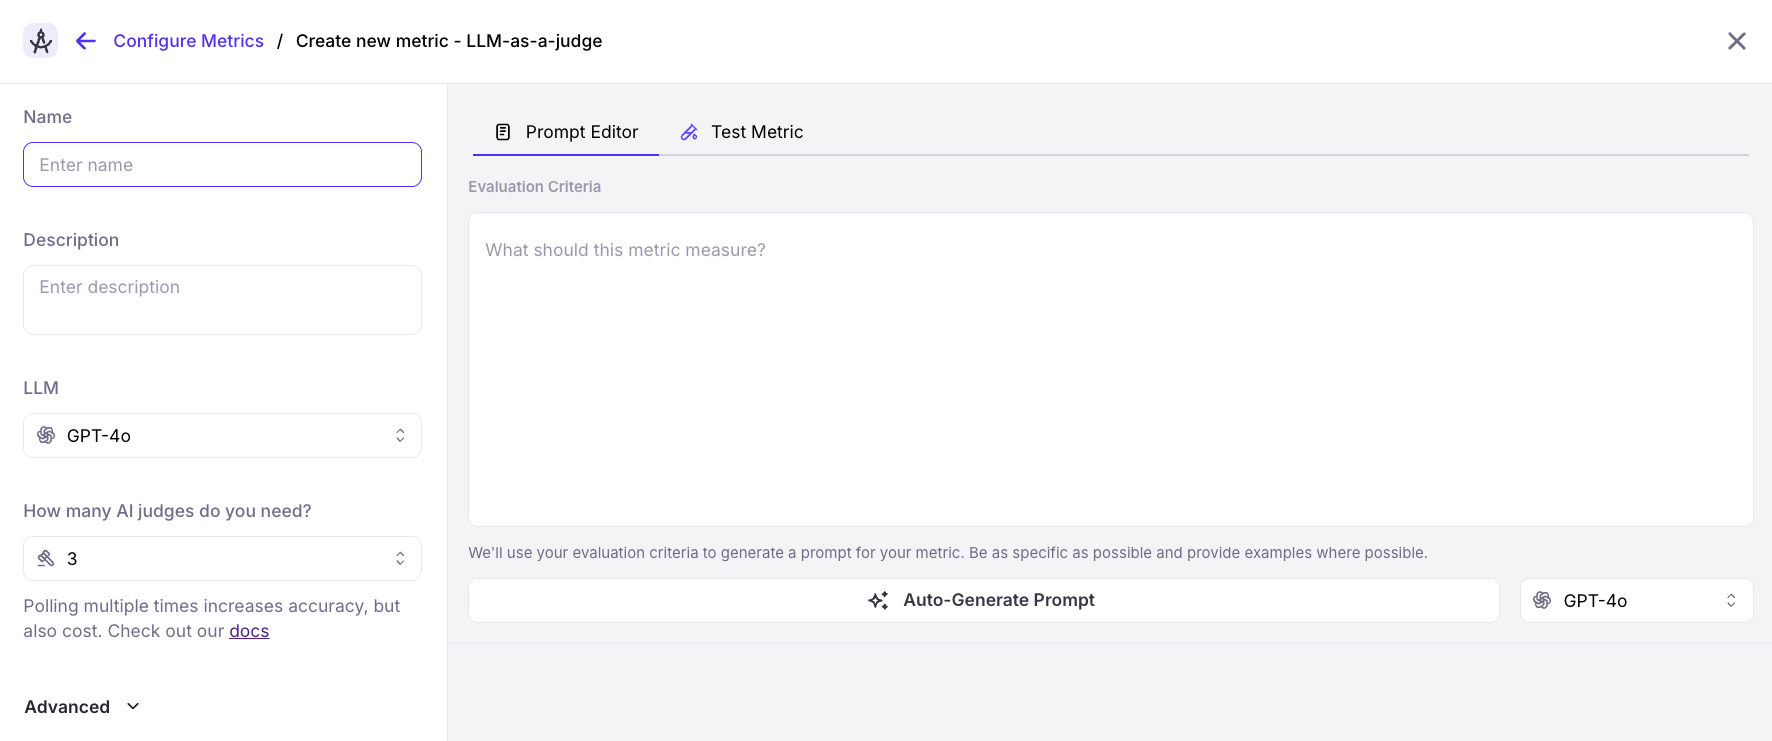 Configure Metrics / Create new metric - LLM-as-a-judge
Name
Enter name
Description
Enter description
LLM
GPT-4o
How many AI judges do you need?
3
Polling multiple times increases accuracy, but
also cost. Check out our docs
Advanced
Prompt Editor
Test Metric
Evaluation Criteria
What should this metric measure?
We'll use your evaluation criteria to generate a prompt for your metric. Be as specific as possible and provide examples where possible.
Auto-Generate Prompt
GPT-4o